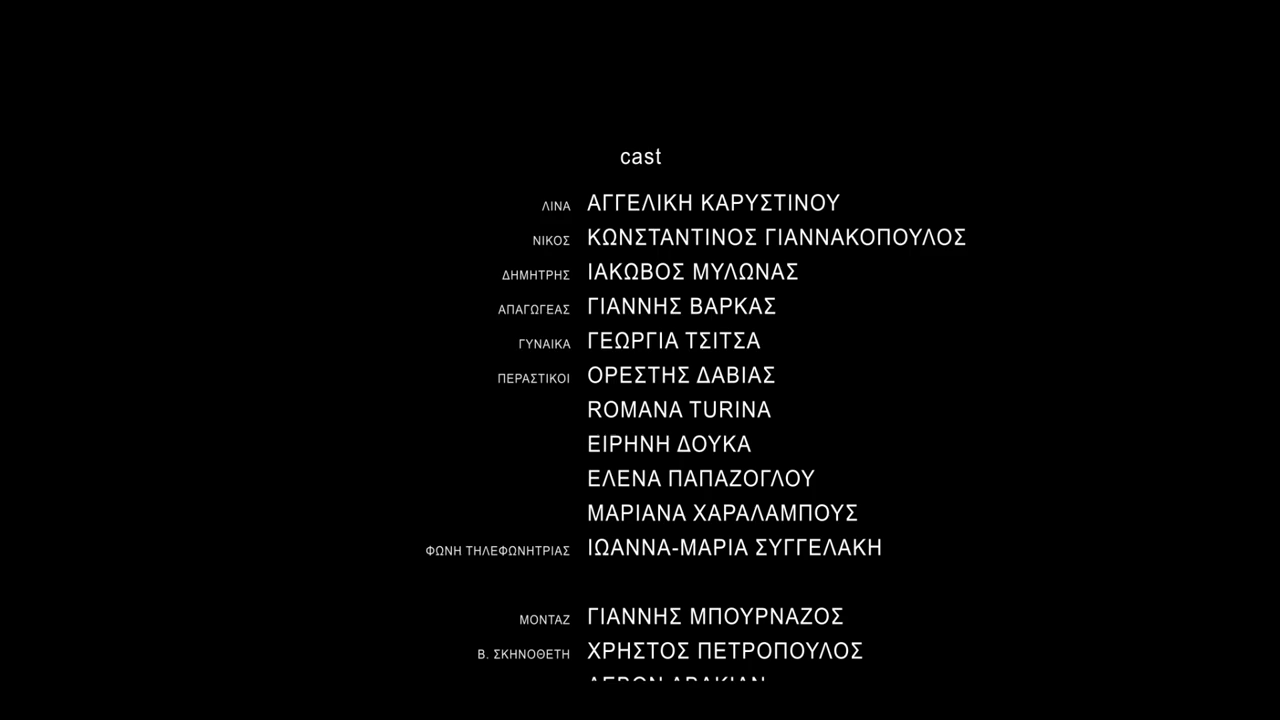 cast
ΛΙΝΑ ΑΓΓΕΛΙΚΗ ΚΑΡΥΣΤΙΝΟΥ
ΝΙΚΟΣ ΚΩΝΣΤΑΝΤΙΝΟΣ ΓΙΑΝΝΑΚΟΠΟΥΛΟΣ
ΔΗΜΗΤΡΗΣ ΙΑΚΩΒΟΣ ΜΥΛΩΝΑΣ
ΑΠΑΓΩΓΕΑΣ ΓΙΑΝΝΗΣ ΒΑΡΚΑΣ
ΓΥΝΑΙΚΑ ΓΕΩΡΓΙΑ ΤΣΙΤΣΑ
ΠΕΡΑΣΤΙΚΟΙ ΟΡΕΣΤΗΣ ΔΑΒΙΑΣ
ROMANA TURINA
ΕΙΡΗΝΗ ΔΟΥΚΑ
ΕΛΕΝΑ ΠΑΠΑΖΟΓΛΟΥ
ΜΑΡΙΑΝΑ ΧΑΡΑΛΑΜΠΟΥΣ
ΦΩΝΗ ΤΗΛΕΦΩΝΗΤΡΙΑΣ ΙΩΑΝΝΑ-ΜΑΡΙΑ ΣΥΓΓΕΛΑΚΗ
ΜΟΝΤΑΖ ΓΙΑΝΝΗΣ ΜΠΟΥΡΝΑΖΟΣ
Β. ΣΚΗΝΟΘΕΤΗ ΧΡΗΣΤΟΣ ΠΕΤΡΟΠΟΥΛΟΣ